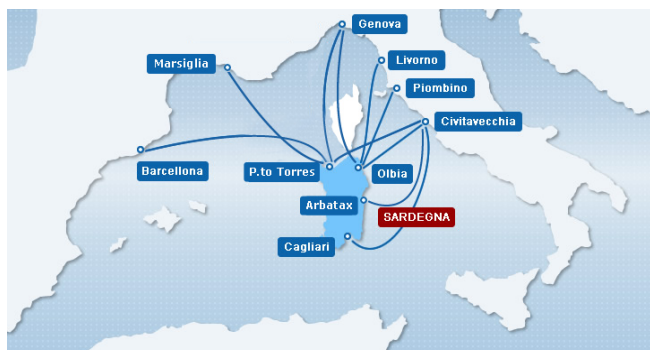 Genova
Marsiglia
Livorno
Piombino
Civitavecchia
Barcellona
P.to Torres
Olbia
Arbatax
SARDEGNA
Cagliari